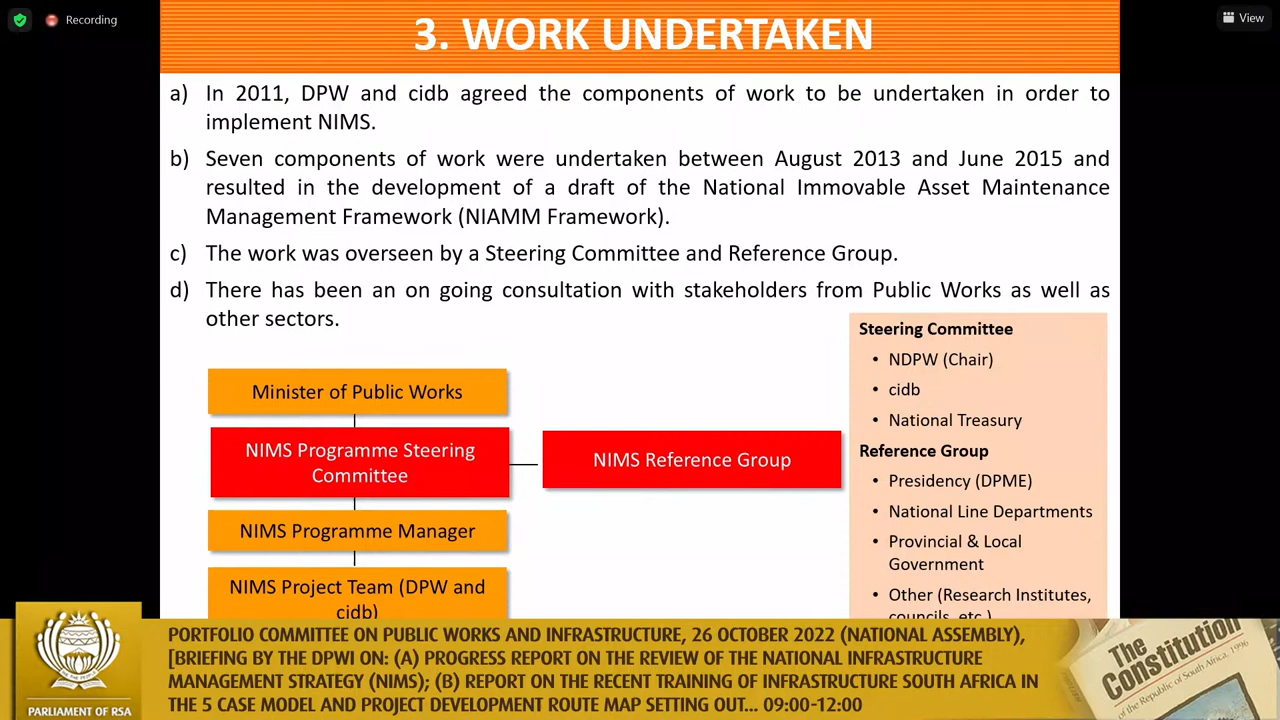 Recording
View
3. WORK UNDERTAKEN
a) In 2011, DPW and cidb agreed the components of work to be undertaken in order to
implement NIMS.
b) Seven components of work were undertaken between August 2013 and June 2015 and
resulted in the development of a draft of the National Immovable Asset Maintenance
Management Framework (NIAMM Framework).
c) The work was overseen by a Steering Committee and Reference Group.
d) There has been an on going consultation with stakeholders from Public Works as well as
other sectors.
Minister of Public Works
NIMS Programme Steering
Committee
NIMS Reference Group
NIMS Programme Manager
NIMS Project Team (DPW and
cidb)
Steering Committee
• NDPW (Chair)
• cidb
• National Treasury
Reference Group
• Presidency (DPME)
• National Line Departments
• Provincial & Local
Government
• Other (Research Institutes,
councils, etc.)
PARLIAMENT OF RSA
PORTFOLIO COMMITTEE ON PUBLIC WORKS AND INFRASTRUCTURE, 26 OCTOBER 2022 (NATIONAL ASSEMBLY),
[BRIEFING BY THE DPWI ON: (A) PROGRESS REPORT ON THE REVIEW OF THE NATIONAL INFRASTRUCTURE
MANAGEMENT STRATEGY (NIMS); (B) REPORT ON THE RECENT TRAINING OF INFRASTRUCTURE SOUTH AFRICA IN
THE 5 CASE MODEL AND PROJECT DEVELOPMENT ROUTE MAP SETTING OUT... 09:00-12:00
The
Constitution
of the Republic of South Africa, 1996